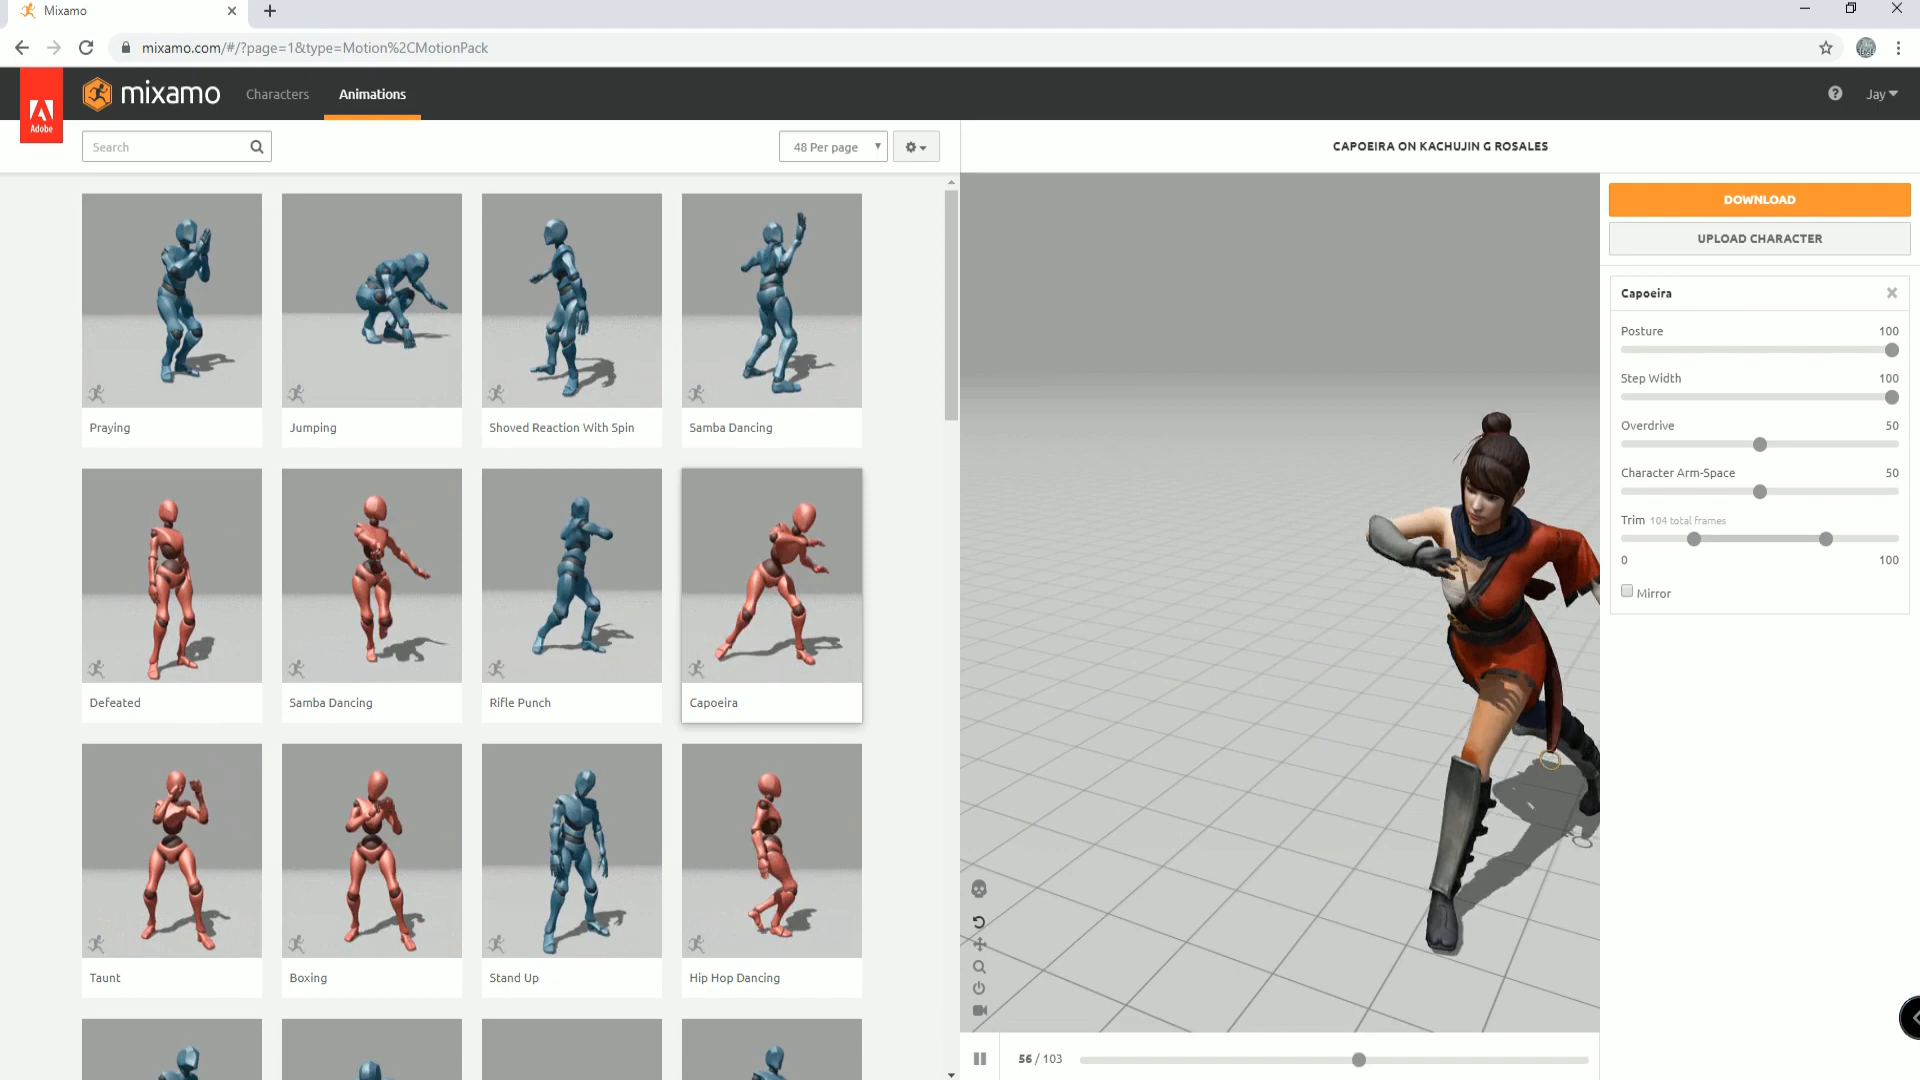 Mixamo
mixamo.com/#/?page=1&type=Motion%2CMotionPack
Adobe
mixamo
Characters
Animations
Jay
Search
48 Per page
CAPOEIRA ON KACHUJIN G ROSALES
DOWNLOAD
UPLOAD CHARACTER
Capoeira
Posture 100
Step Width 100
Overdrive 50
Character Arm-Space 50
Trim 104 total frames
0 100
Mirror
Praying
Jumping
Shoved Reaction With Spin
Samba Dancing
Defeated
Samba Dancing
Rifle Punch
Capoeira
Taunt
Boxing
Stand Up
Hip Hop Dancing
56 / 103